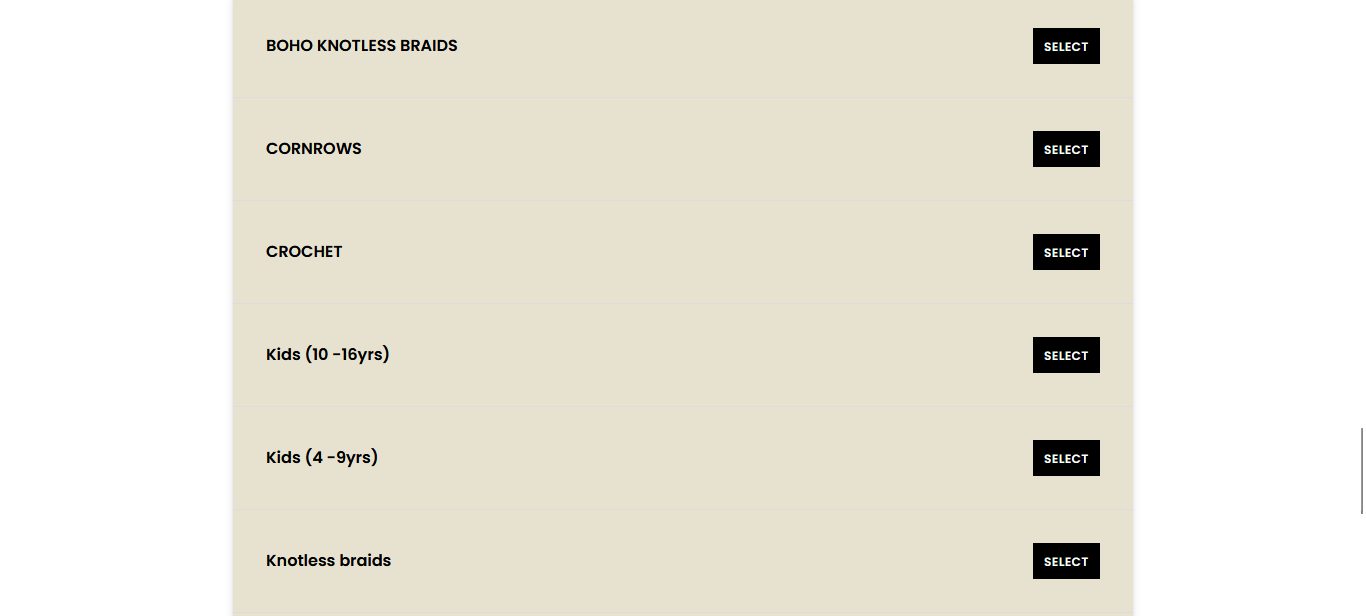 BOHO KNOTLESS BRAIDS SELECT
CORNROWS SELECT
CROCHET SELECT
Kids (10 -16yrs) SELECT
Kids (4 -9yrs) SELECT
Knotless braids SELECT